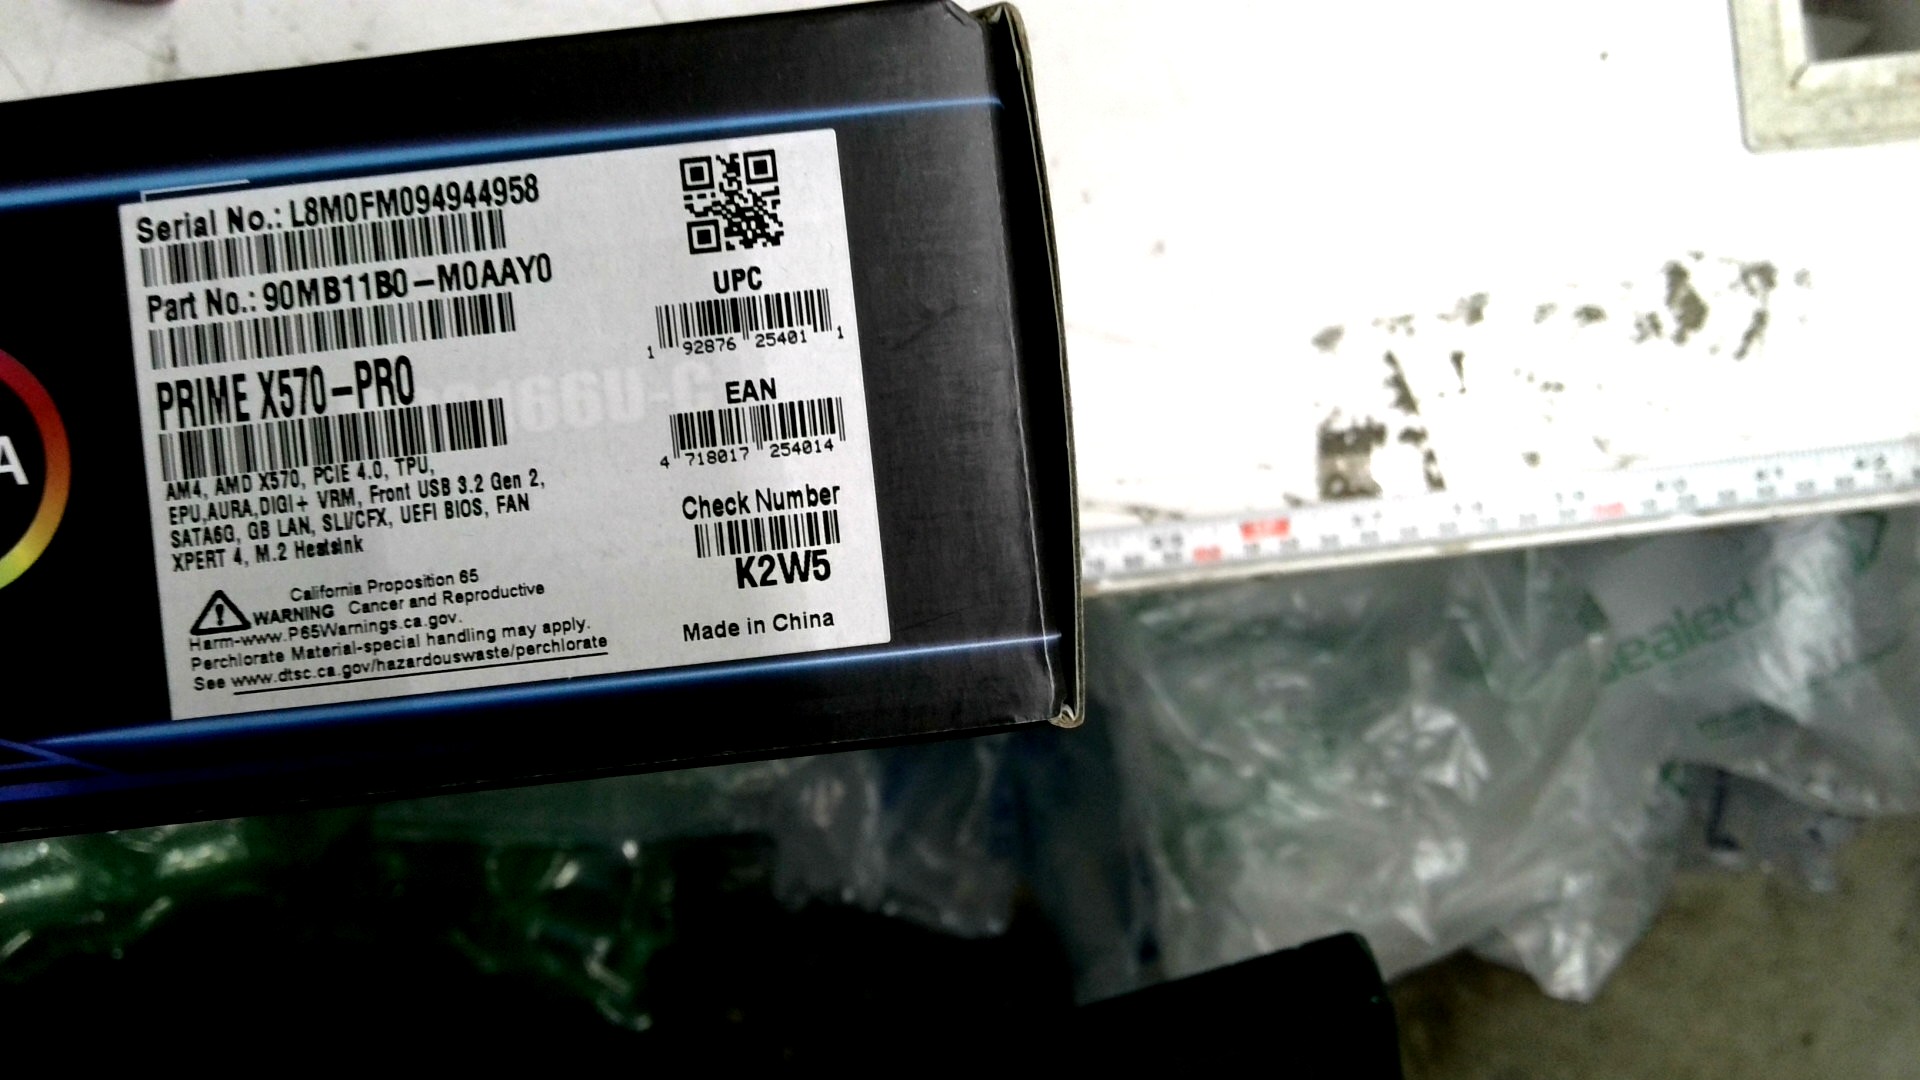 Serial No.: L8M0FM094944958
Part No.: 90MB11B0-M0AAY0
PRIME X570-PRO
AM4, AMD X570, PCIE 4.0, TPU,
EPU,AURA,DIGI+ VRM, Front USB 3.2 Gen 2,
SATA6G, GB LAN, SLI/CFX, UEFI BIOS, FAN
XPERT 4, M.2 Heatsink
California Proposition 65
WARNING Cancer and Reproductive
Harm-www.P65Warnings.ca.gov.
Perchlorate Material-special handling may apply.
See www.dtsc.ca.gov/hazardouswaste/perchlorate
UPC
1 92876 25401 1
EAN
4 718017 254014
Check Number
K2W5
Made in China
A